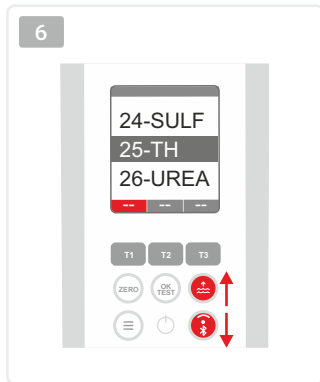 6
24-SULF
25-TH
26-UREA
-- -- --
T1 T2 T3
ZERO OK TEST